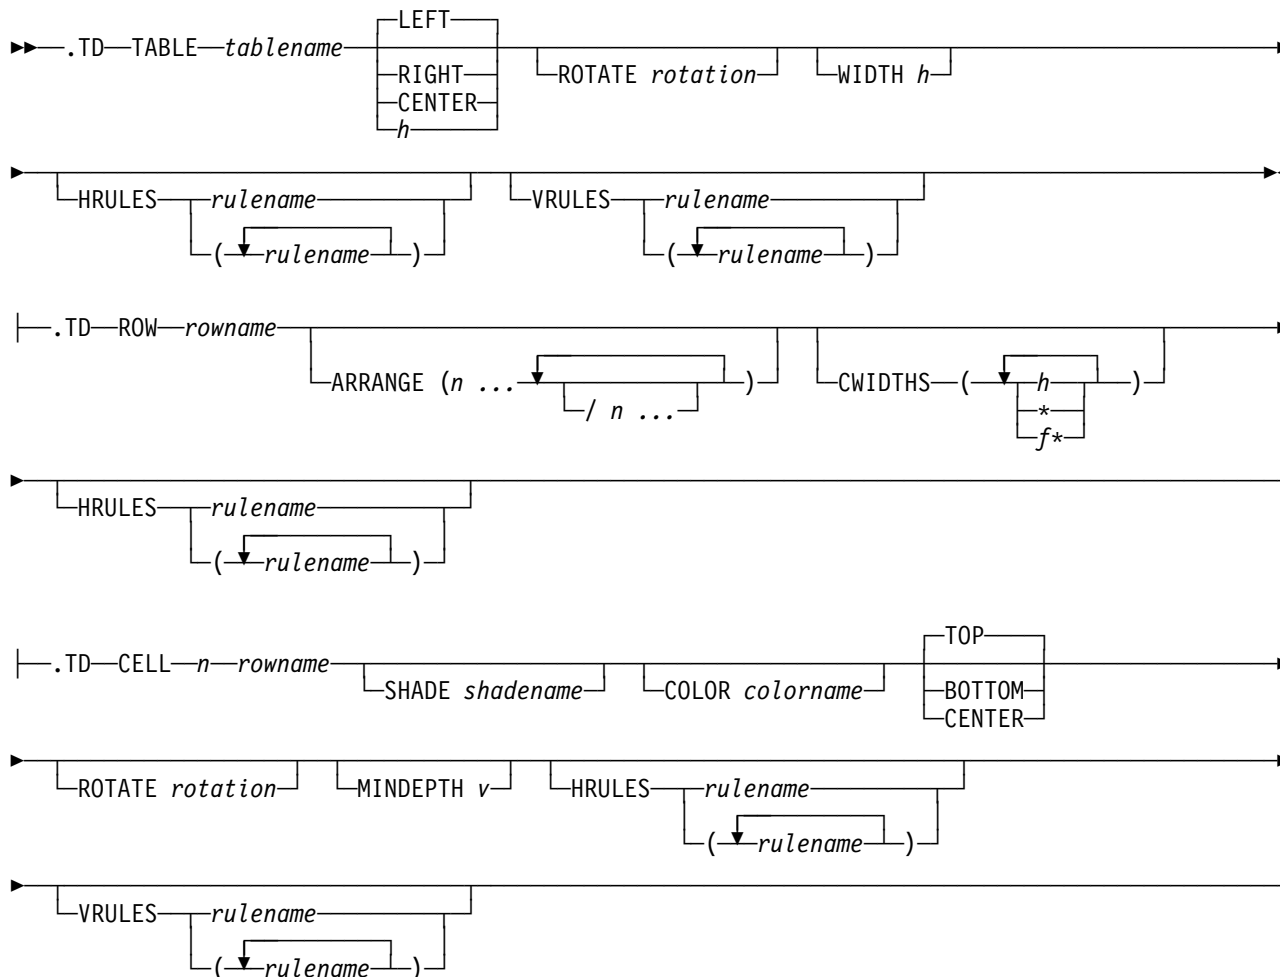 LEFT
.TD TABLE tablename
RIGHT ROTATE rotation WIDTH h
CENTER
h
HRULES rulename VRULES rulename
( rulename ) ( rulename )
.TD ROW rowname
ARRANGE (n ... ) CWIDTHS ( h )
/ n ... *
f*
HRULES rulename
( rulename )
TOP
.TD CELL n rowname
SHADE shadename COLOR colorname BOTTOM
CENTER
ROTATE rotation MINDEPTH v HRULES rulename
( rulename )
VRULES rulename
( rulename )